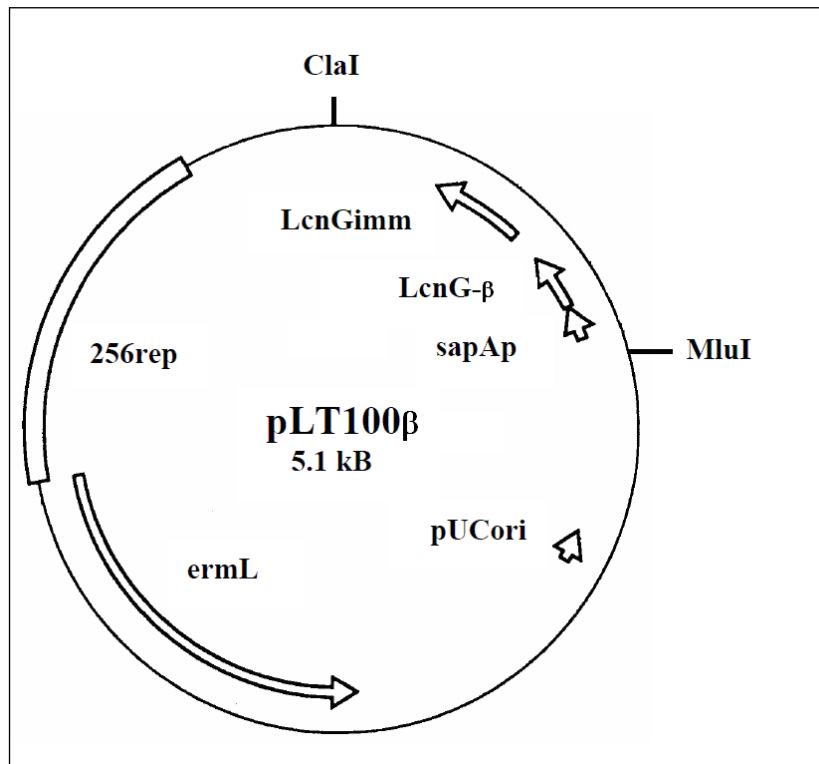 ClaI
LcnGimm
LcnG-β
256rep
sapAp
MluI
pLT100β
5.1 kB
pUCori
ermL